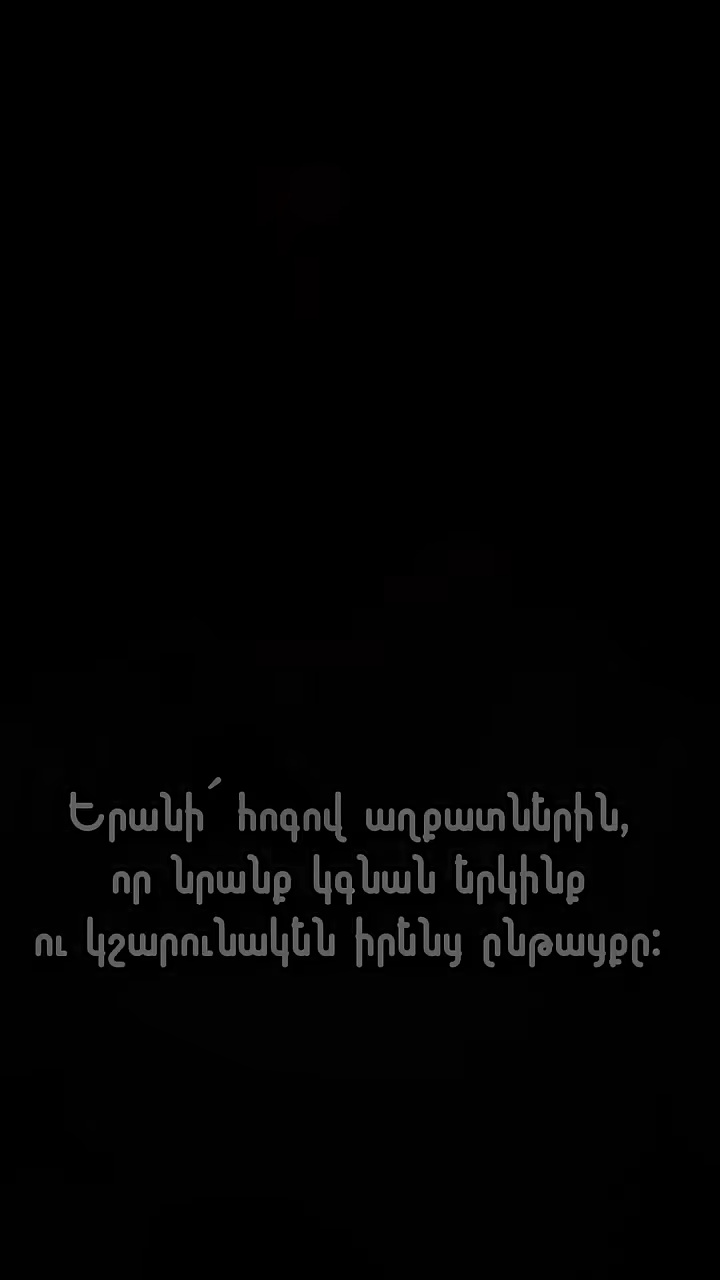 Երանի՜ հոգով աղքատներին,
որ նրանք կգնան երկինք
ու կշարունակեն իրենց ընթացքը: